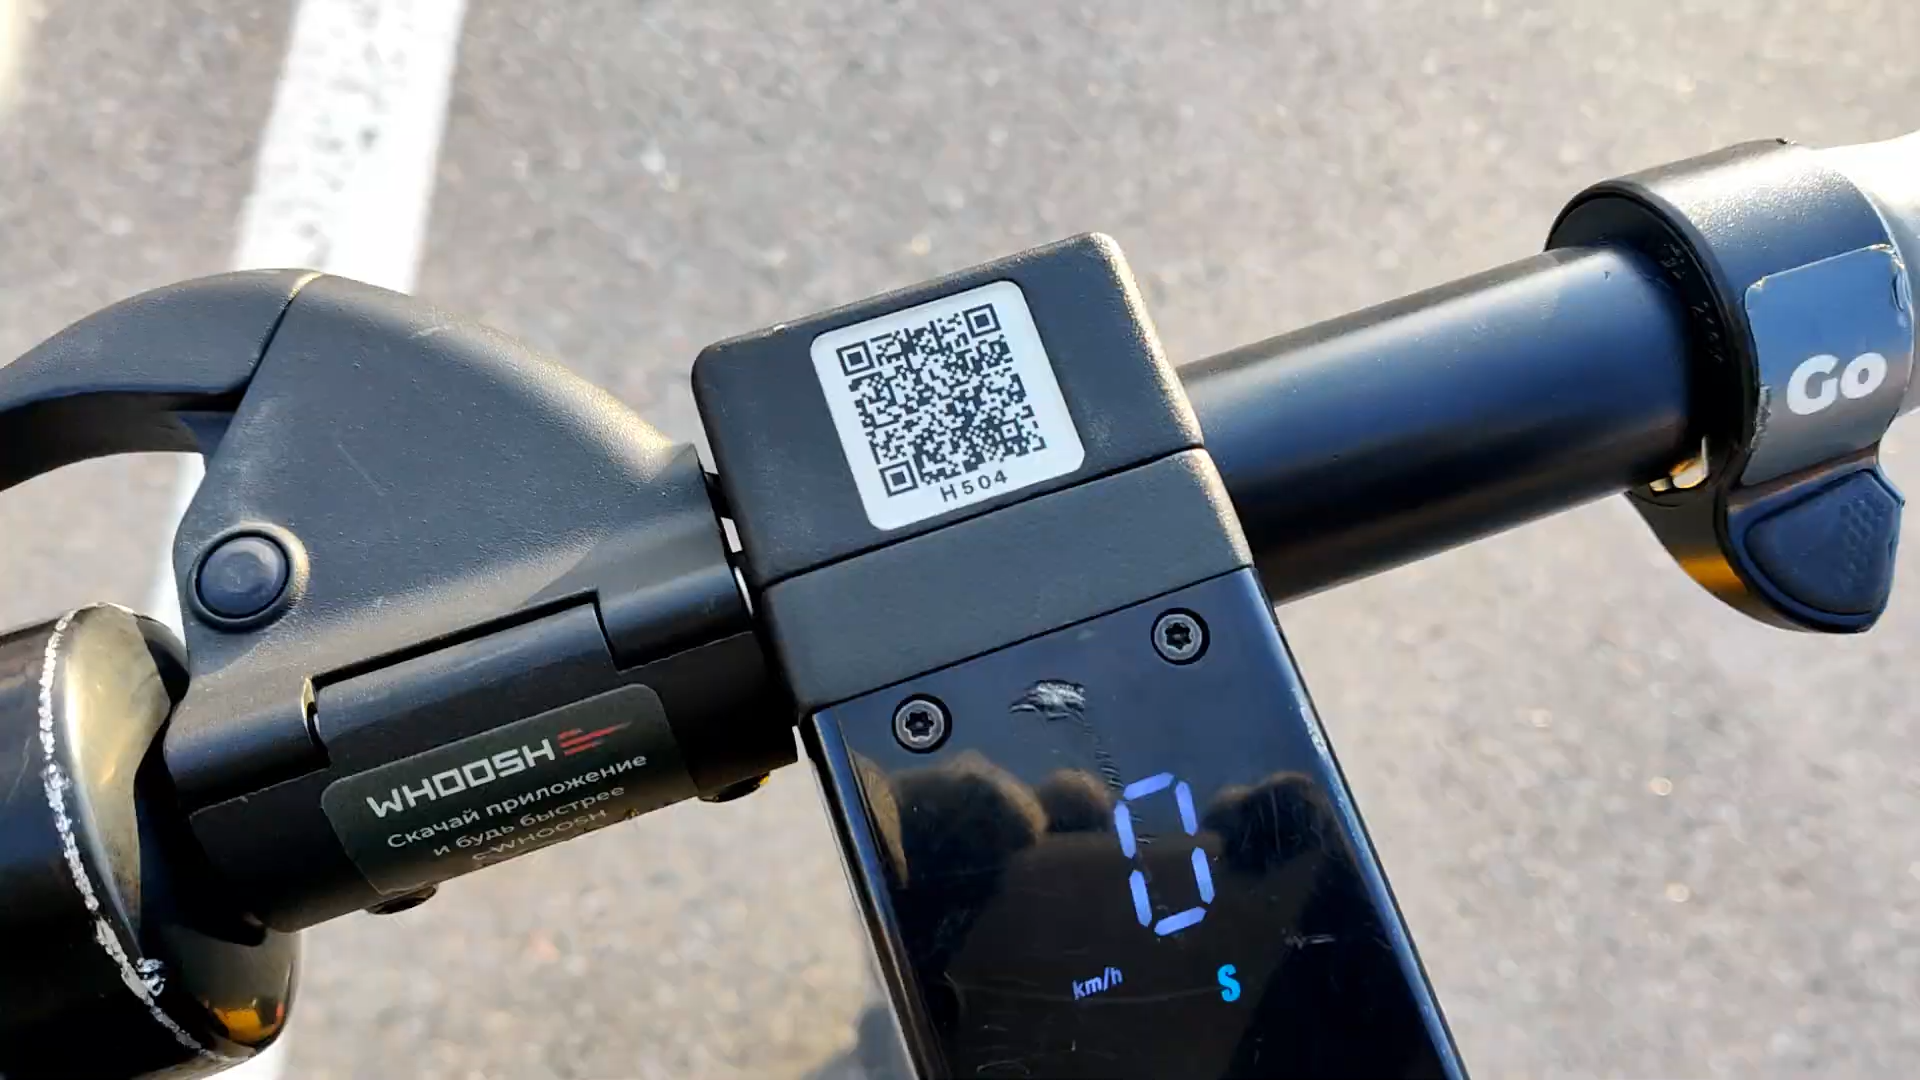 H504
Go
WHOOSH
Скачай приложение
и будь быстрее
с WHOOSH
0
km/h
S